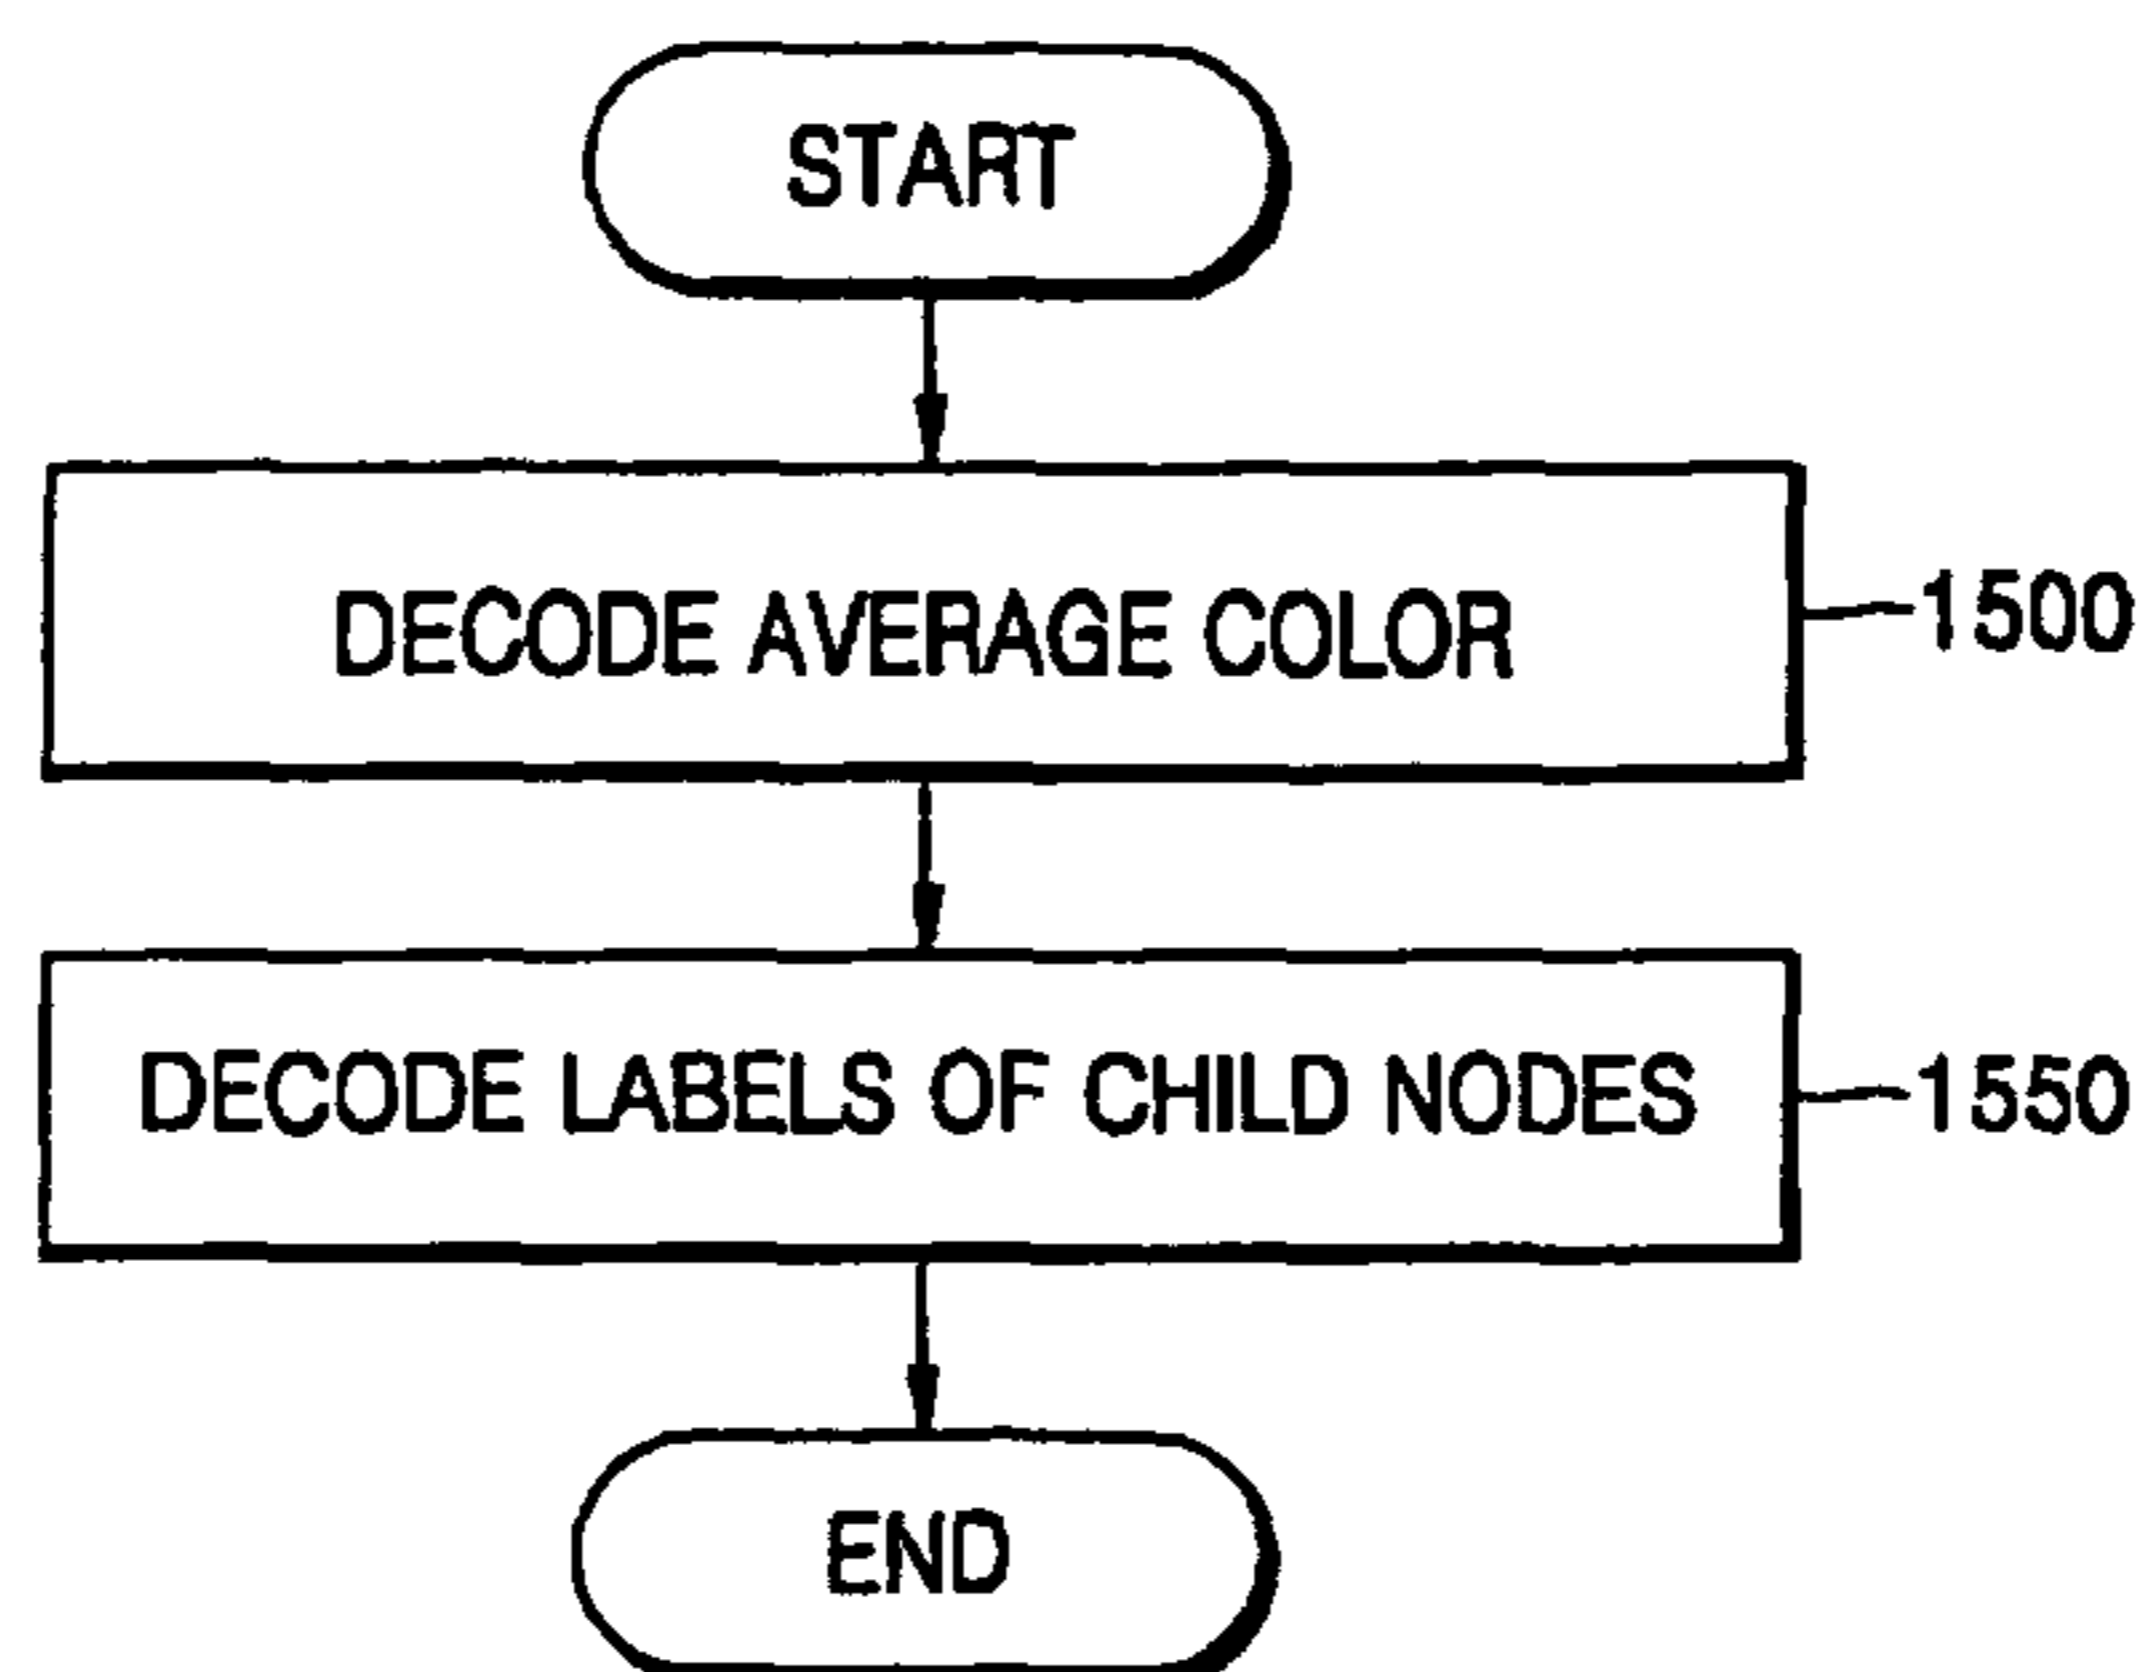 START
DECODE AVERAGE COLOR
1500
DECODE LABELS OF CHILD NODES
1550
END